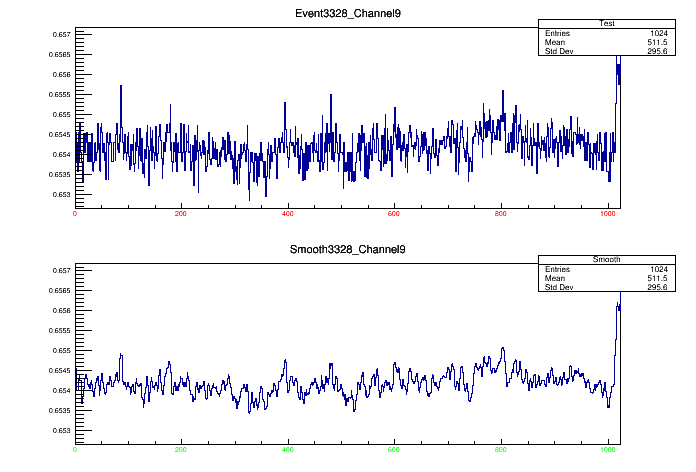 Event3328_Channel9
Test
Entries 1024
Mean 511.5
Std Dev 295.6
0.657
0.6565
0.656
0.6555
0.655
0.6545
0.654
0.6535
0.653
0 200 400 600 800 1000
Smooth3328_Channel9
Smooth
Entries 1024
Mean 511.5
Std Dev 295.6
0.657
0.6565
0.656
0.6555
0.655
0.6545
0.654
0.6535
0.653
0 200 400 600 800 1000